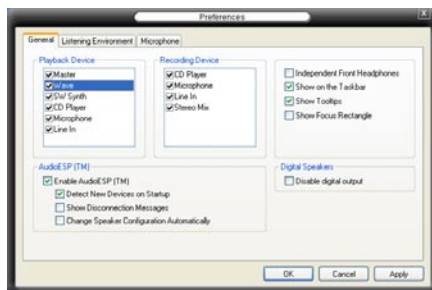 Preferences
General
Listening Environment
Microphone
Playback Device
Master
Wave
SW Synth
CD Player
Microphone
Line In
Recording Device
CD Player
Microphone
Line In
Stereo Mix
Independent Front Headphones
Show on the Taskbar
Show Tooltips
Show Focus Rectangle
AudioESP (TM)
Enable AudioESP (TM)
Detect New Devices on Startup
Show Disconnection Messages
Change Speaker Configuration Automatically
Digital Speakers
Disable digital output
OK
Cancel
Apply